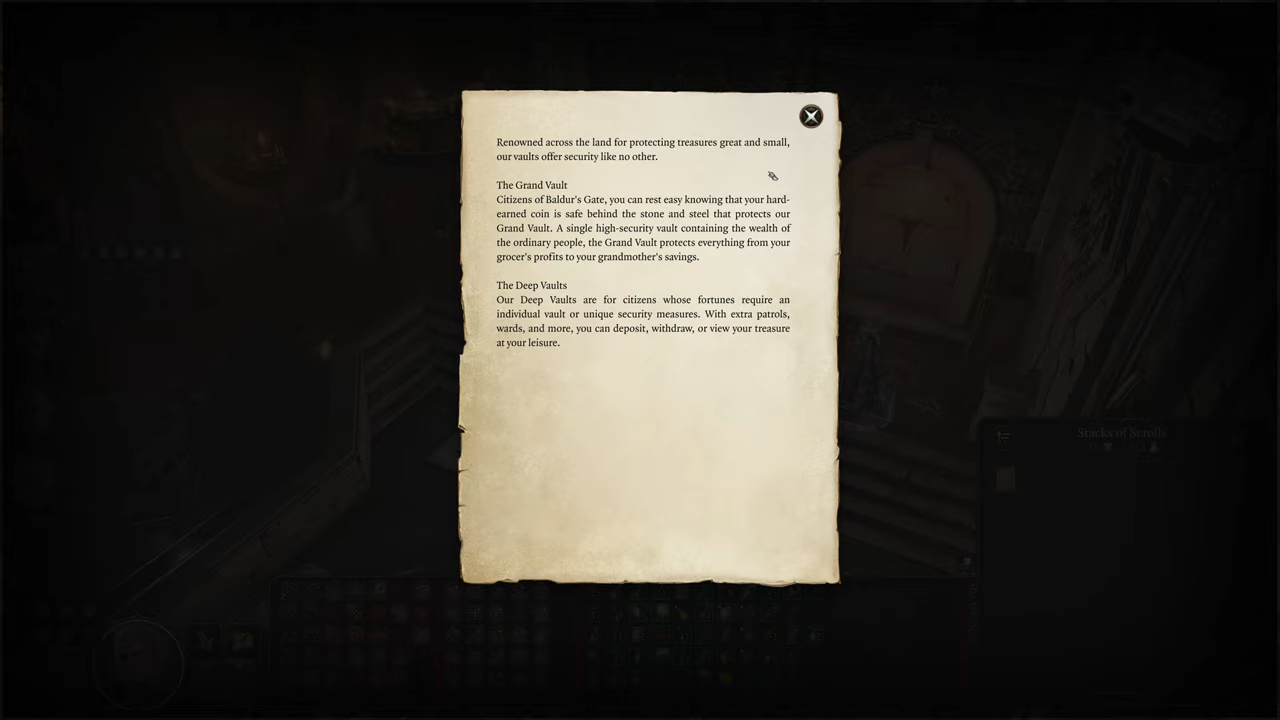 Renowned across the land for protecting treasures great and small,
our vaults offer security like no other.
The Grand Vault
Citizens of Baldur's Gate, you can rest easy knowing that your hard-
earned coin is safe behind the stone and steel that protects our
Grand Vault. A single high-security vault containing the wealth of
the ordinary people, the Grand Vault protects everything from your
grocer's profits to your grandmother's savings.
The Deep Vaults
Our Deep Vaults are for citizens whose fortunes require an
individual vault or unique security measures. With extra patrols,
wards, and more, you can deposit, withdraw, or view your treasure
at your leisure.
Stacks of Scrolls